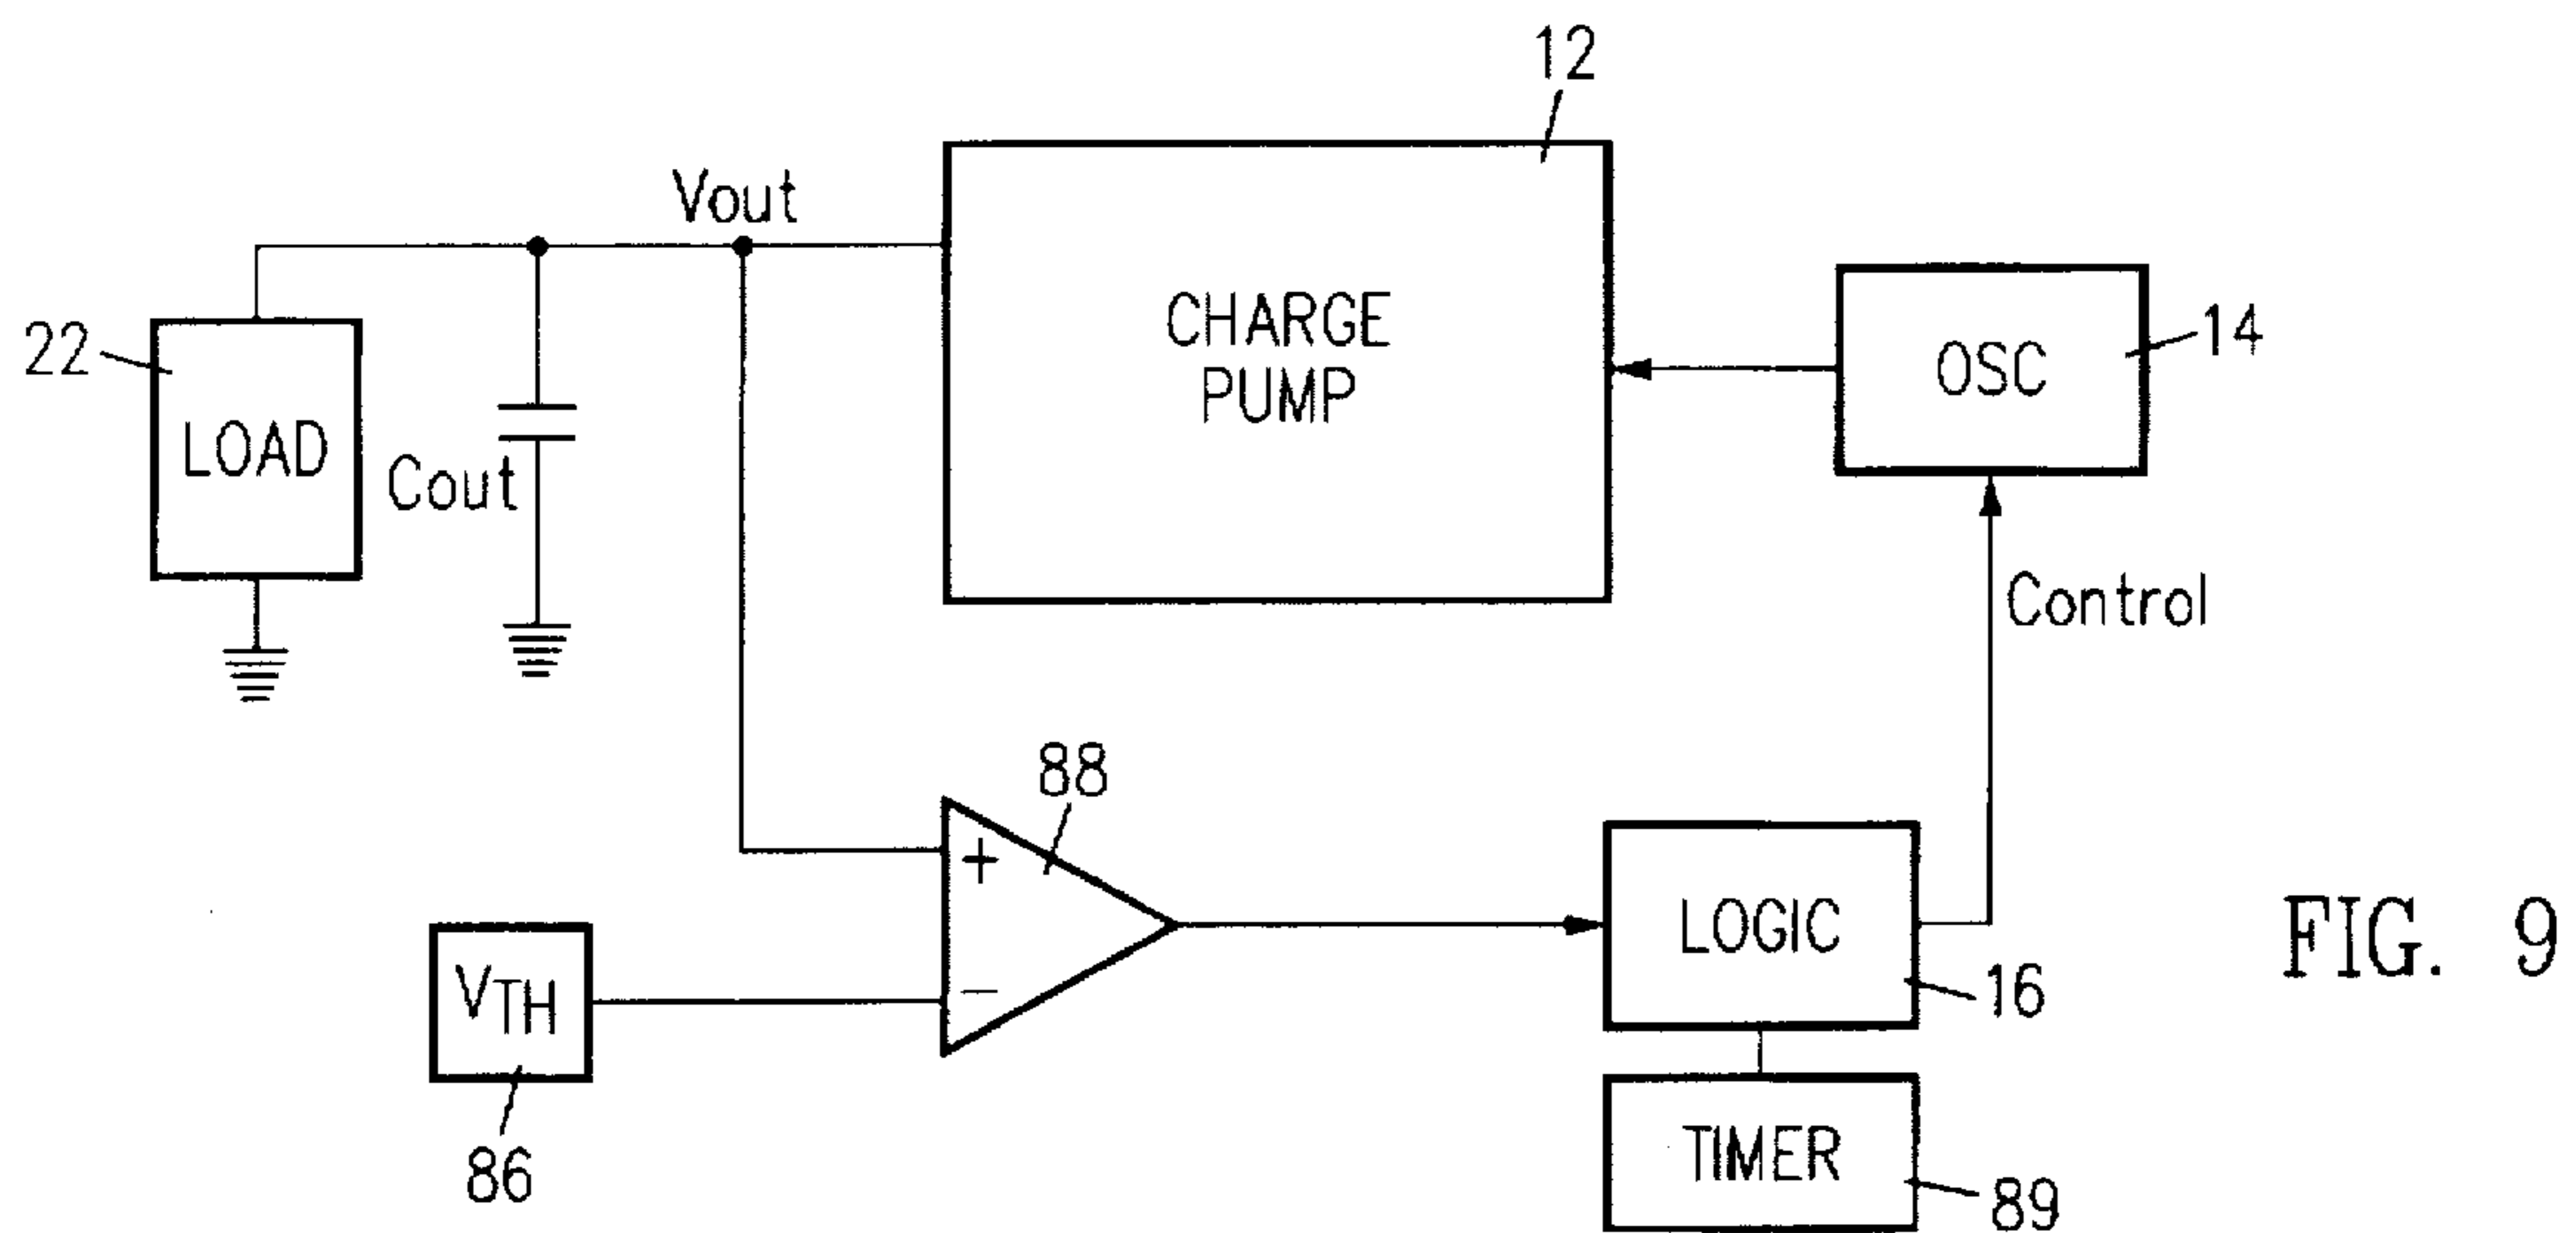 12
Vout
CHARGE
PUMP
OSC
14
22
LOAD
Cout
Control
88
+
−
VTH
86
LOGIC
16
TIMER
89
FIG. 9